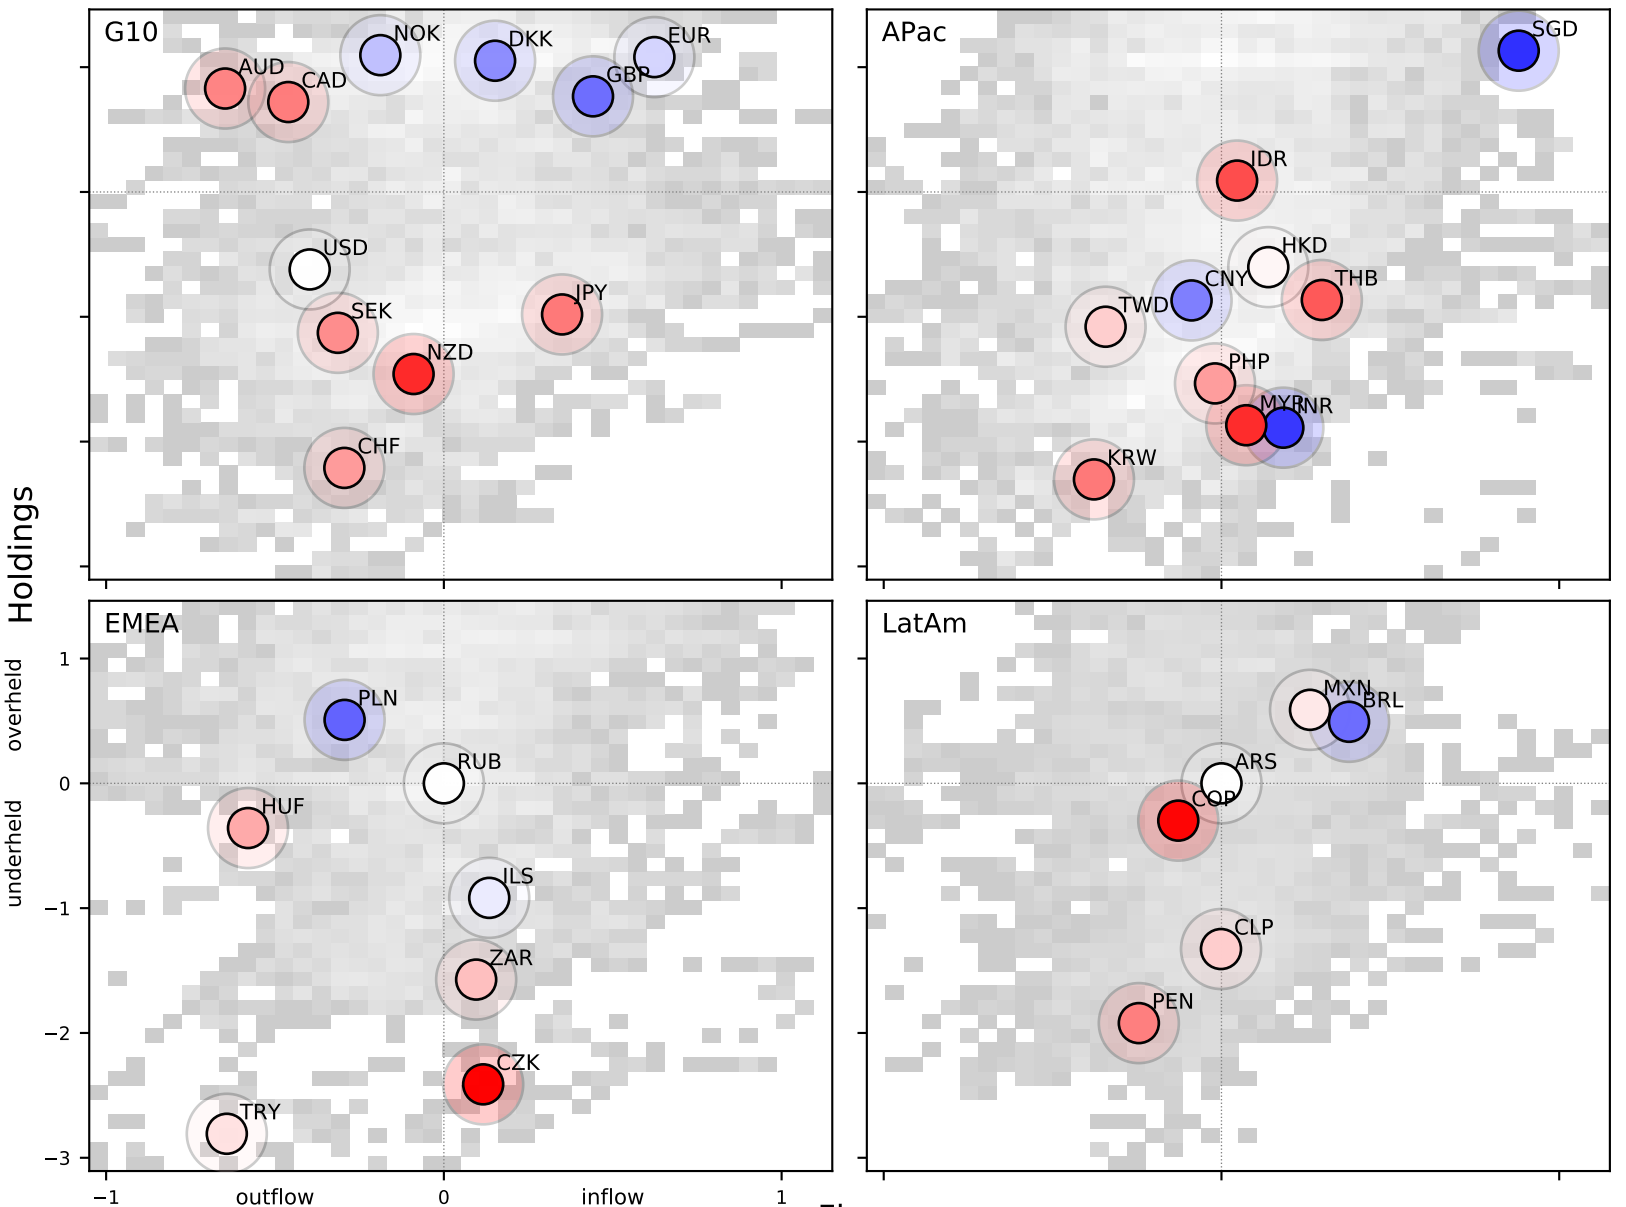 G10
NOK
DKK
EUR
AUD
CAD
GBP
USD
SEK
JPY
NZD
CHF
APac
SGD
IDR
HKD
CNY
THB
TWD
PHP
MYR
INR
KRW
Holdings
overheld
underheld
EMEA
PLN
RUB
HUF
ILS
ZAR
CZK
TRY
1
0
−1
−2
−3
−1
outflow
0
inflow
1
LatAm
MXN
BRL
ARS
COP
CLP
PEN